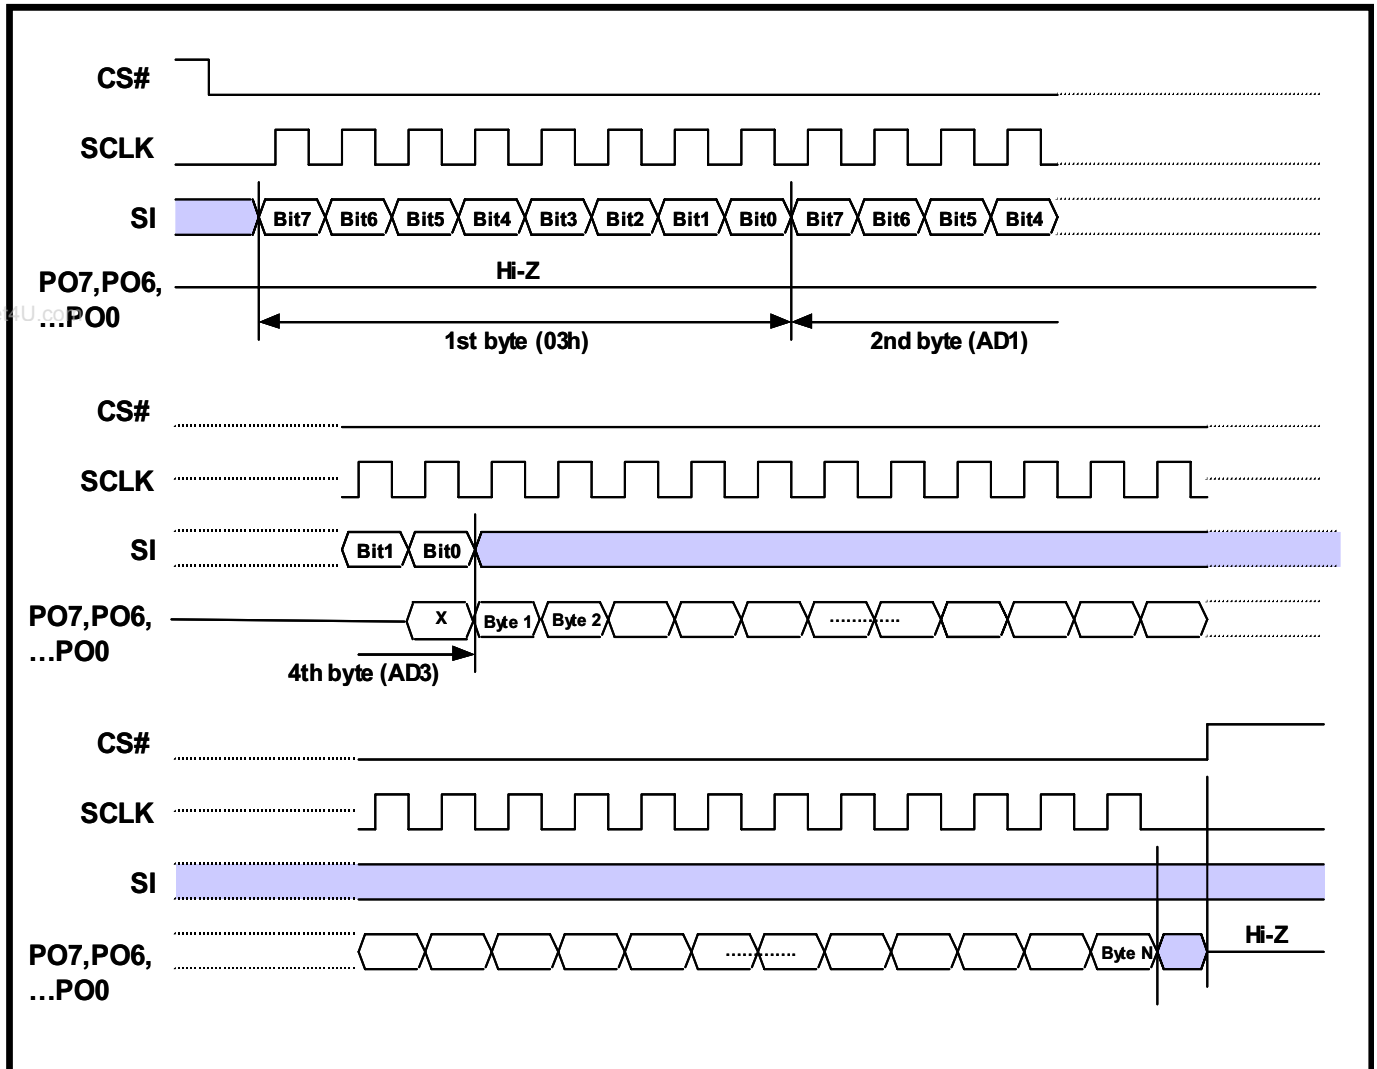 CS#
SCLK
SI
Bit7 Bit6 Bit5 Bit4 Bit3 Bit2 Bit1 Bit0 Bit7 Bit6 Bit5 Bit4
PO7,PO6,
...PO0
Hi-Z
1st byte (03h)
2nd byte (AD1)
CS#
SCLK
SI
Bit1 Bit0
PO7,PO6,
...PO0
X Byte 1 Byte 2 ............
4th byte (AD3)
CS#
SCLK
SI
PO7,PO6,
...PO0
............ Byte N
Hi-Z